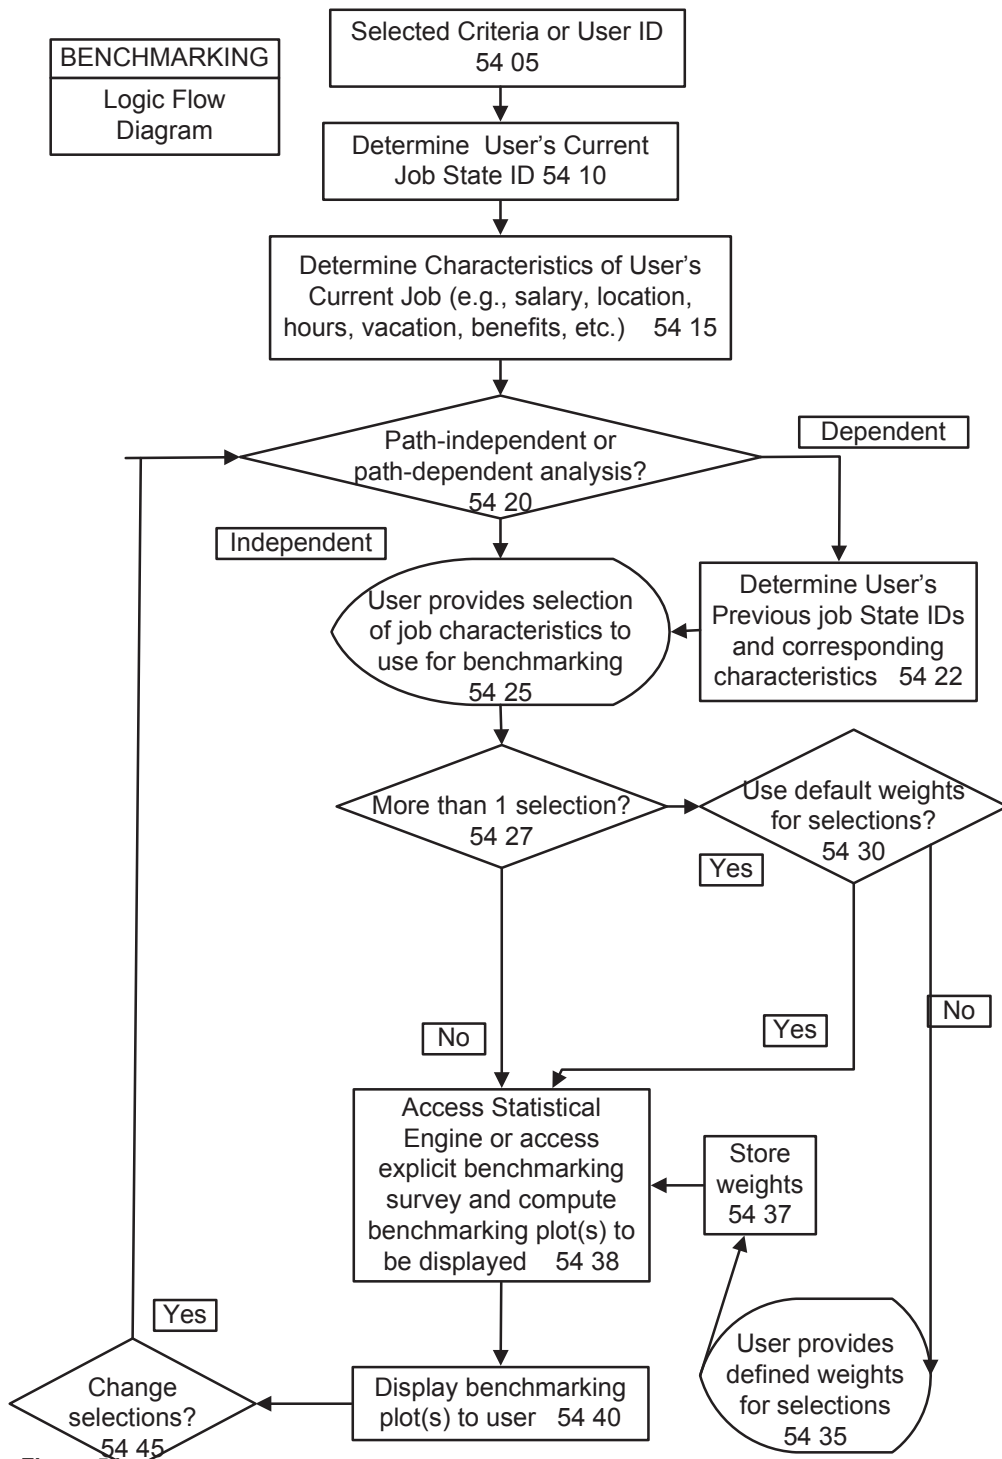 BENCHMARKING
Logic Flow
Diagram
Selected Criteria or User ID
54 05
Determine User's Current
Job State ID 54 10
Determine Characteristics of User's
Current Job (e.g., salary, location,
hours, vacation, benefits, etc.) 54 15
Path-independent or
path-dependent analysis?
54 20
Dependent
Independent
User provides selection
of job characteristics to
use for benchmarking
54 25
Determine User's
Previous job State IDs
and corresponding
characteristics 54 22
More than 1 selection?
54 27
Use default weights
for selections?
54 30
Yes
No
Yes
No
Access Statistical
Engine or access
explicit benchmarking
survey and compute
benchmarking plot(s) to
be displayed 54 38
Store
weights
54 37
User provides
defined weights
for selections
54 35
Yes
Change
selections?
54 45
Display benchmarking
plot(s) to user 54 40